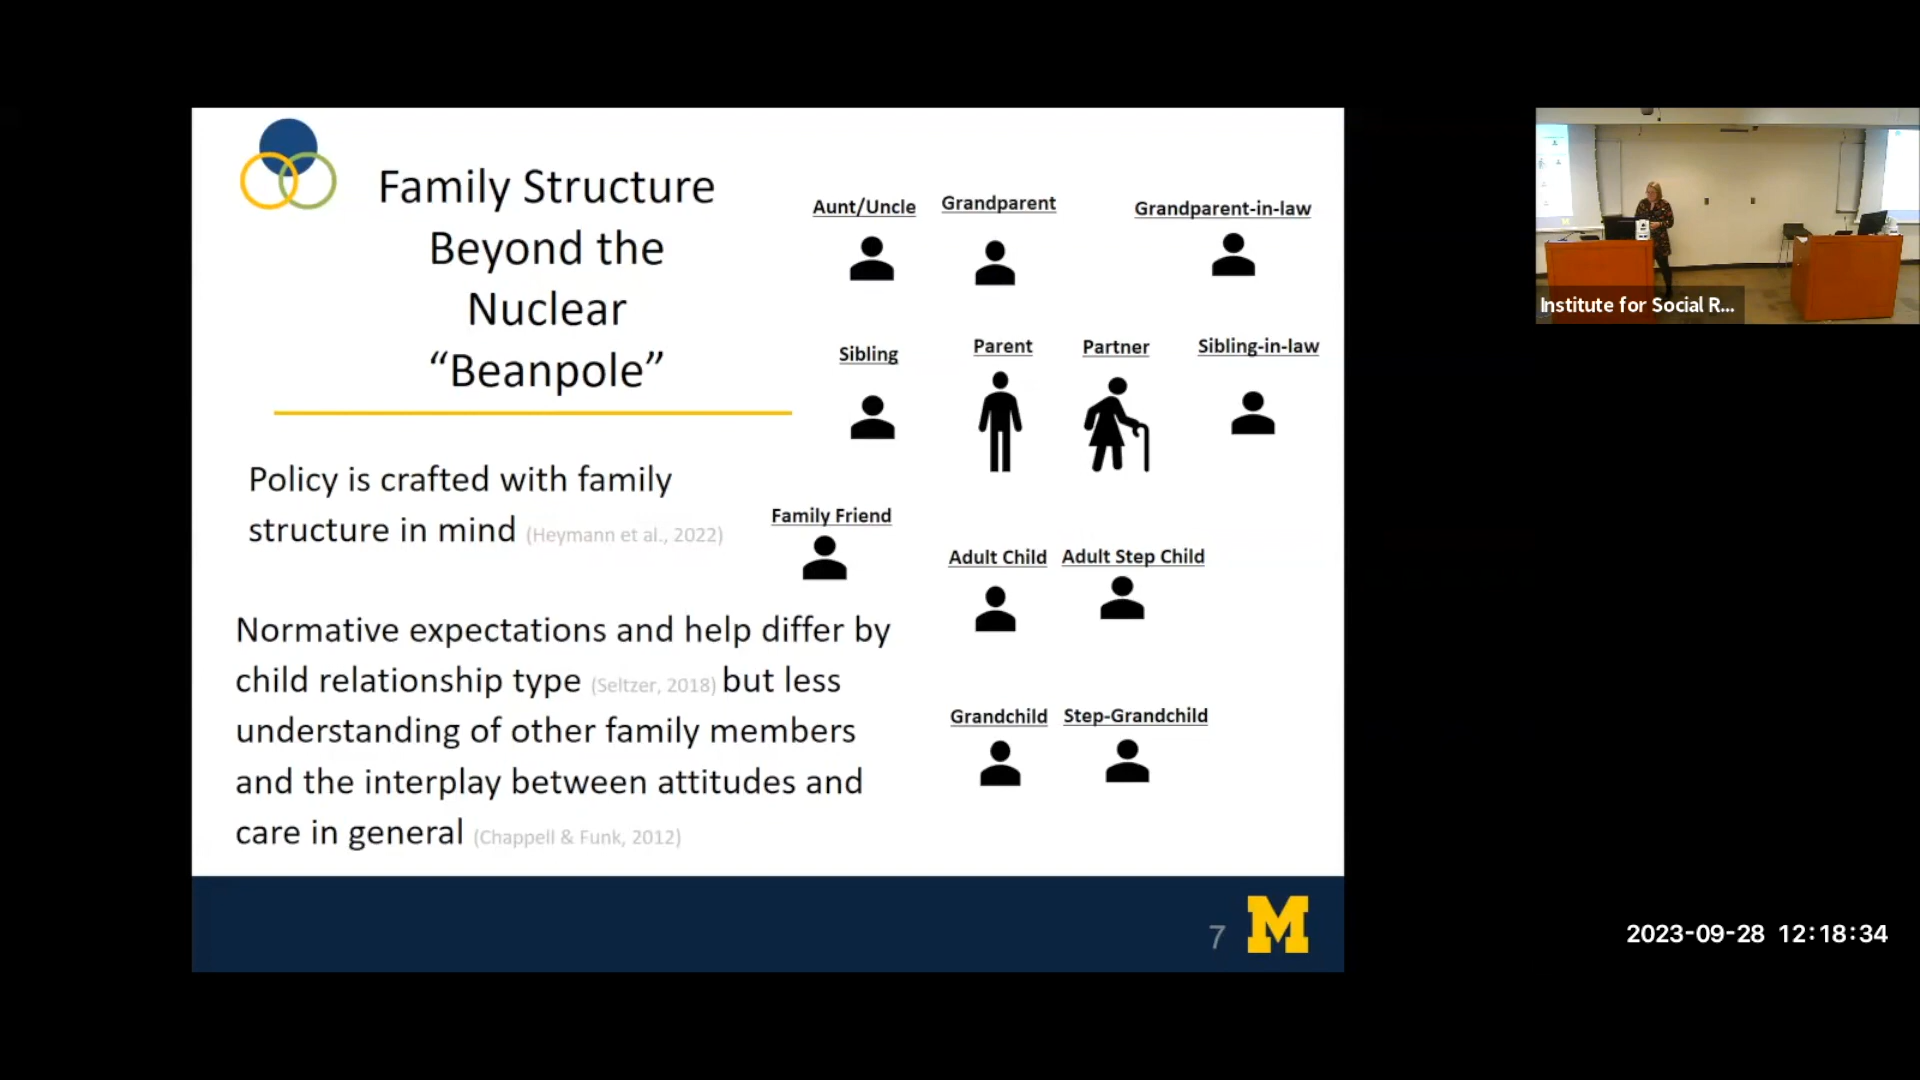 Family Structure
Beyond the
Nuclear
“Beanpole”
Policy is crafted with family
structure in mind (Heymann et al., 2022)
Normative expectations and help differ by
child relationship type (Seltzer, 2018) but less
understanding of other family members
and the interplay between attitudes and
care in general (Chappell & Funk, 2012)
Aunt/Uncle
Grandparent
Grandparent-in-law
Sibling
Parent
Partner
Sibling-in-law
Family Friend
Adult Child
Adult Step Child
Grandchild
Step-Grandchild
7
M
Institute for Social R...
2023-09-28 12:18:34